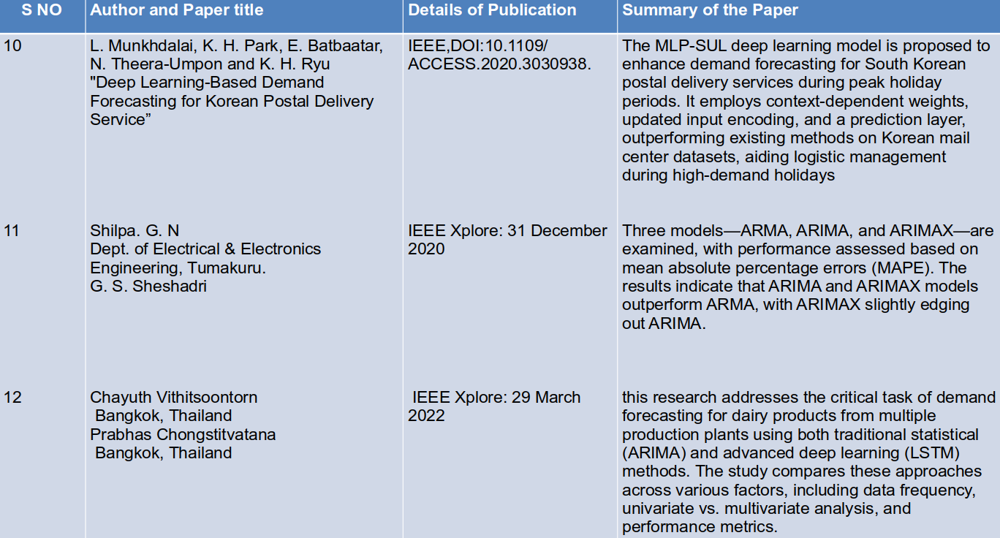 S NO
Author and Paper title
Details of Publication
Summary of the Paper
10
L. Munkhdalai, K. H. Park, E. Batbaatar,
N. Theera-Umpon and K. H. Ryu
"Deep Learning-Based Demand
Forecasting for Korean Postal Delivery
Service”
IEEE,DOI:10.1109/
ACCESS.2020.3030938.
The MLP-SUL deep learning model is proposed to
enhance demand forecasting for South Korean
postal delivery services during peak holiday
periods. It employs context-dependent weights,
updated input encoding, and a prediction layer,
outperforming existing methods on Korean mail
center datasets, aiding logistic management
during high-demand holidays
11
Shilpa. G. N
Dept. of Electrical & Electronics
Engineering, Tumakuru.
G. S. Sheshadri
IEEE Xplore: 31 December
2020
Three models—ARMA, ARIMA, and ARIMAX—are
examined, with performance assessed based on
mean absolute percentage errors (MAPE). The
results indicate that ARIMA and ARIMAX models
outperform ARMA, with ARIMAX slightly edging
out ARIMA.
12
Chayuth Vithitsoontorn
Bangkok, Thailand
Prabhas Chongstitvatana
Bangkok, Thailand
IEEE Xplore: 29 March
2022
this research addresses the critical task of demand
forecasting for dairy products from multiple
production plants using both traditional statistical
(ARIMA) and advanced deep learning (LSTM)
methods. The study compares these approaches
across various factors, including data frequency,
univariate vs. multivariate analysis, and
performance metrics.